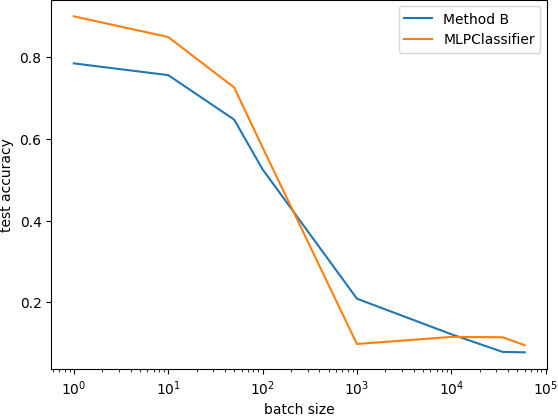 Method B
MLPClassifier
0.8
0.6
0.4
0.2
test accuracy
10⁰
10¹
10²
10³
10⁴
10⁵
batch size